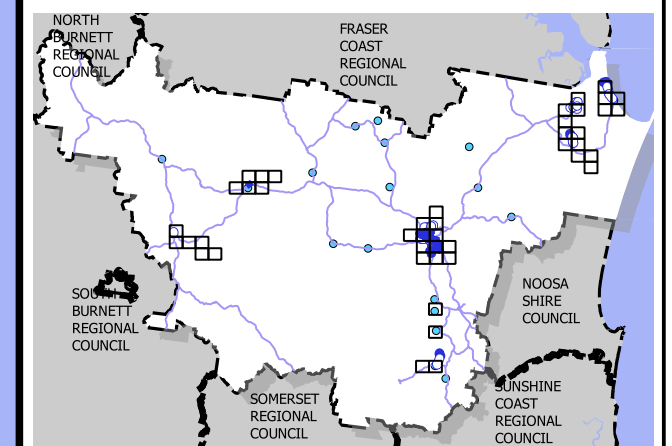 NORTH
BURNETT
REGIONAL
COUNCIL
FRASER
COAST
REGIONAL
COUNCIL
SOUTH
BURNETT
REGIONAL
COUNCIL
NOOSA
SHIRE
COUNCIL
SOMERSET
REGIONAL
COUNCIL
SUNSHINE
COAST
REGIONAL
COUNCIL